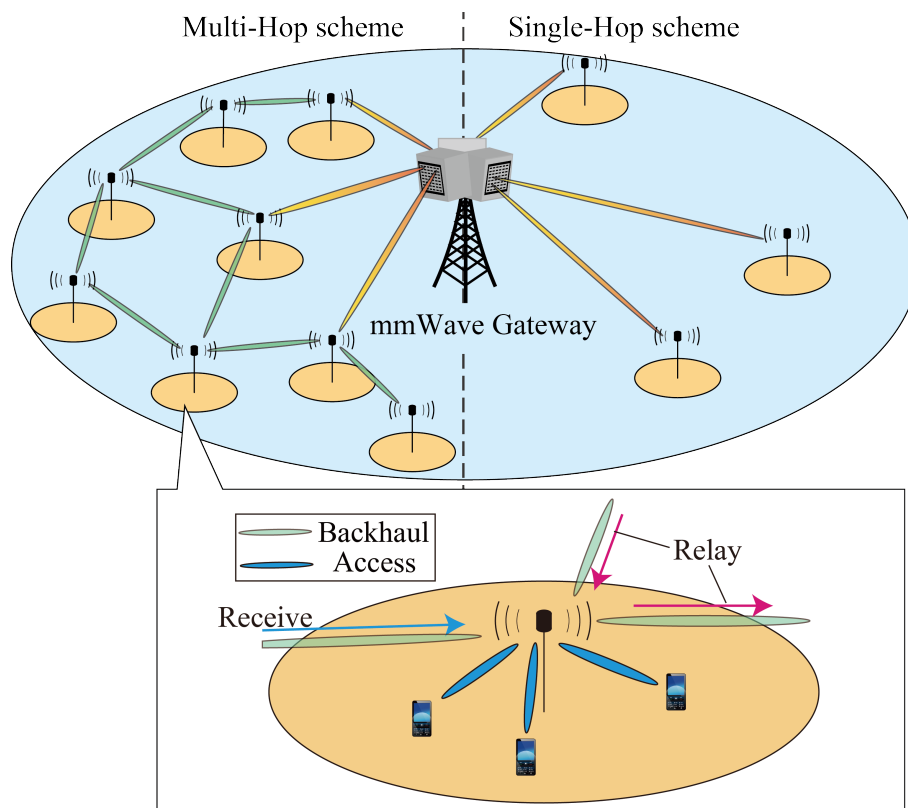 Multi-Hop scheme
Single-Hop scheme
mmWave Gateway
Backhaul
Access
Relay
Receive